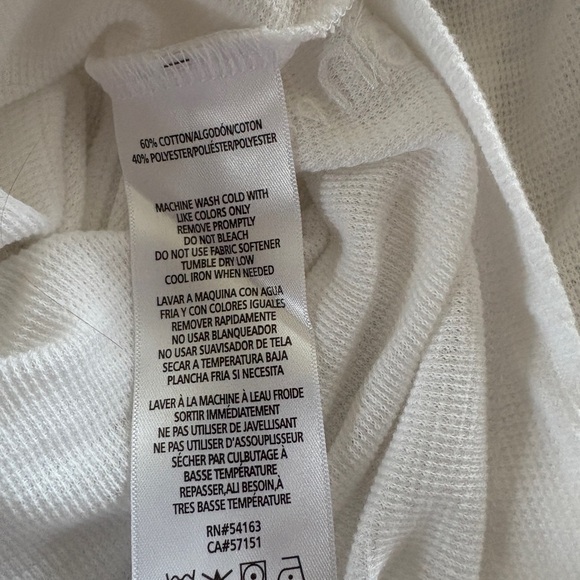 60% COTTON/ALGODÓN/COTON
40% POLYESTER/POLIÉSTER/POLYESTER
MACHINE WASH COLD WITH
LIKE COLORS ONLY
REMOVE PROMPTLY
DO NOT BLEACH
DO NOT USE FABRIC SOFTENER
TUMBLE DRY LOW
COOL IRON WHEN NEEDED
LAVAR A MAQUINA CON AGUA
FRIA Y CON COLORES IGUALES
REMOVER RAPIDAMENTE
NO USAR BLANQUEADOR
NO USAR SUAVISADOR DE TELA
SECAR A TEMPERATURA BAJA
PLANCHA FRIA SI NECESITA
LAVER À LA MACHINE À LEAU FROIDE
SORTIR IMMÉDIATEMENT
NE PAS UTILISER DE JAVELLISANT
NE PAS UTILISER D'ASSOUPLISEUR
SÉCHER PAR CULBUTAGE À
BASSE TEMPÉRATURE
REPASSER,ALI BESOIN,À
TRES BASSE TEMPÉRATURE
RN#54163
CA#57151